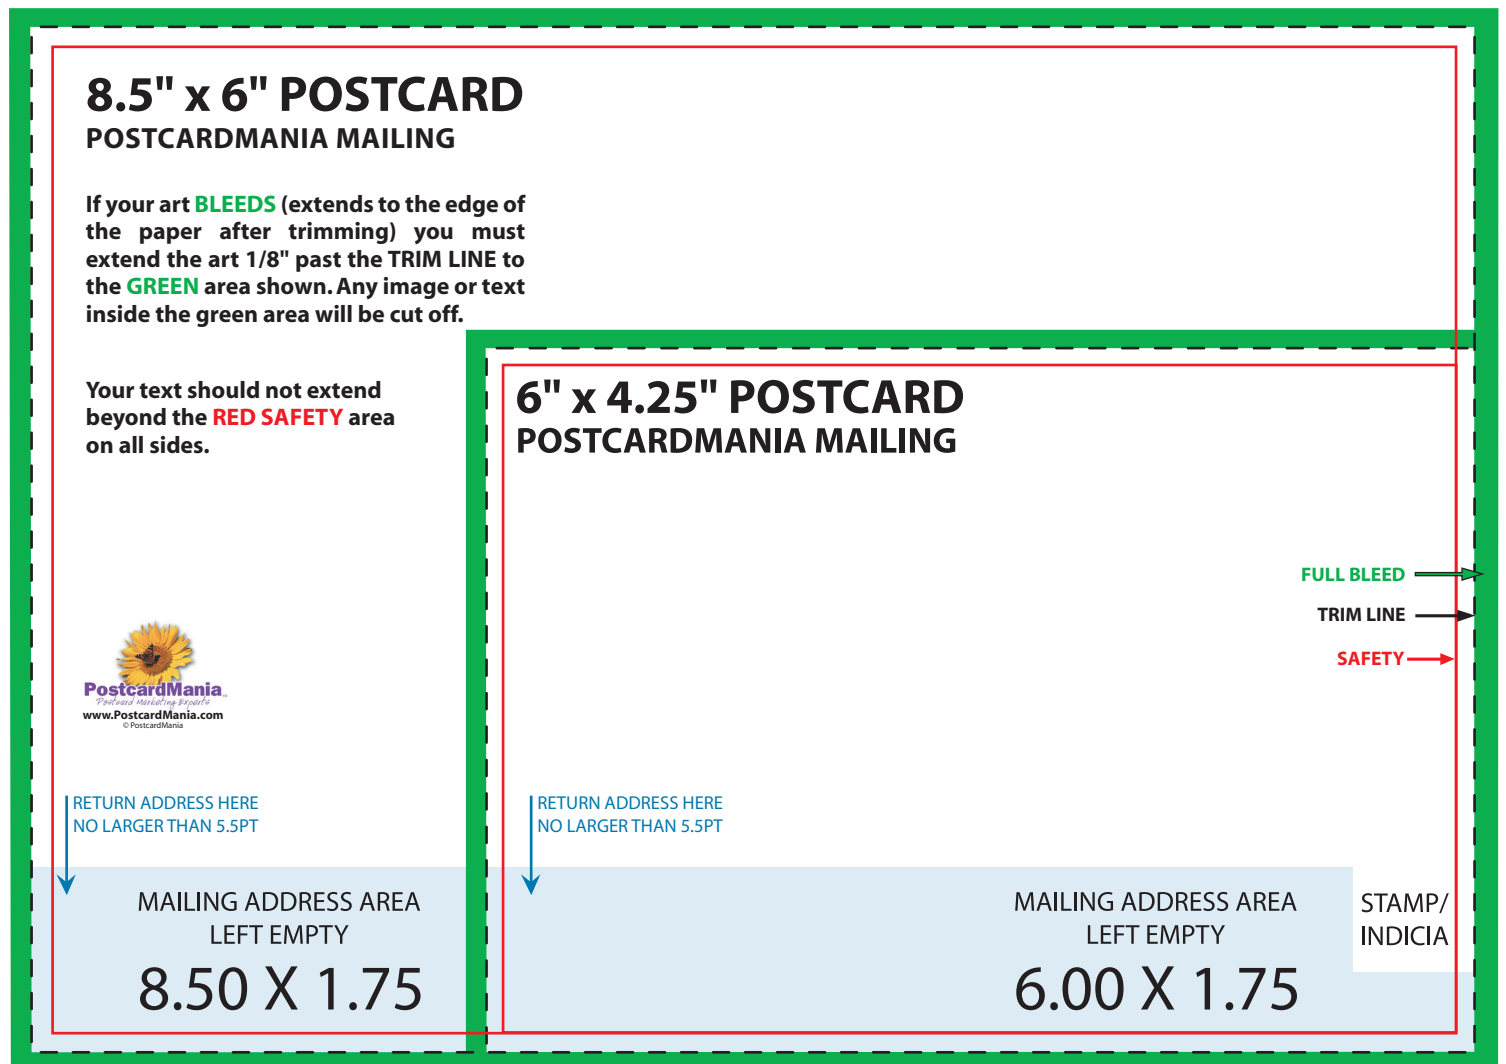 8.5" x 6" POSTCARD
POSTCARDMANIA MAILING
If your art BLEEDS (extends to the edge of
the paper after trimming) you must
extend the art 1/8" past the TRIM LINE to
the GREEN area shown. Any image or text
inside the green area will be cut off.
Your text should not extend
beyond the RED SAFETY area
on all sides.
6" x 4.25" POSTCARD
POSTCARDMANIA MAILING
FULL BLEED
TRIM LINE
SAFETY
PostcardMania
Postcard Marketing Experts
www.PostcardMania.com
© PostcardMania
RETURN ADDRESS HERE
NO LARGER THAN 5.5PT
RETURN ADDRESS HERE
NO LARGER THAN 5.5PT
MAILING ADDRESS AREA
LEFT EMPTY
8.50 X 1.75
MAILING ADDRESS AREA
LEFT EMPTY
6.00 X 1.75
STAMP/
INDICIA